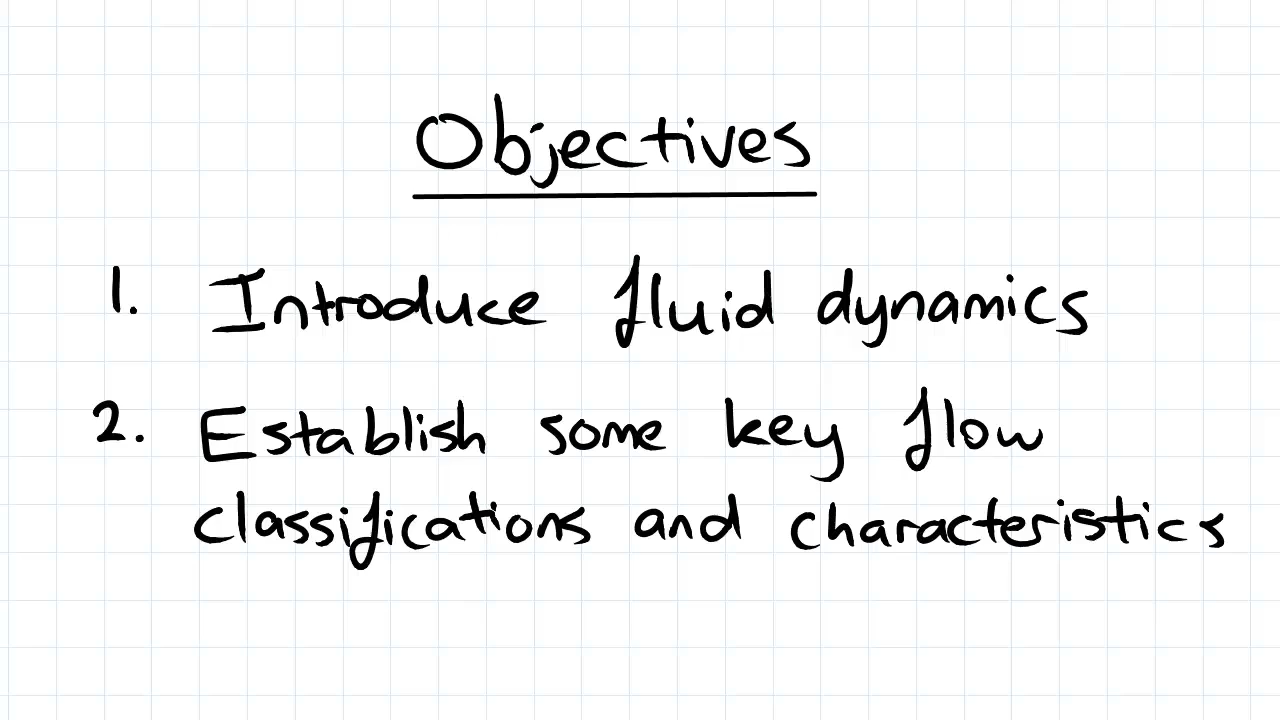 Objectives
1. Introduce fluid dynamics
2. Establish some key flow
classifications and characteristics